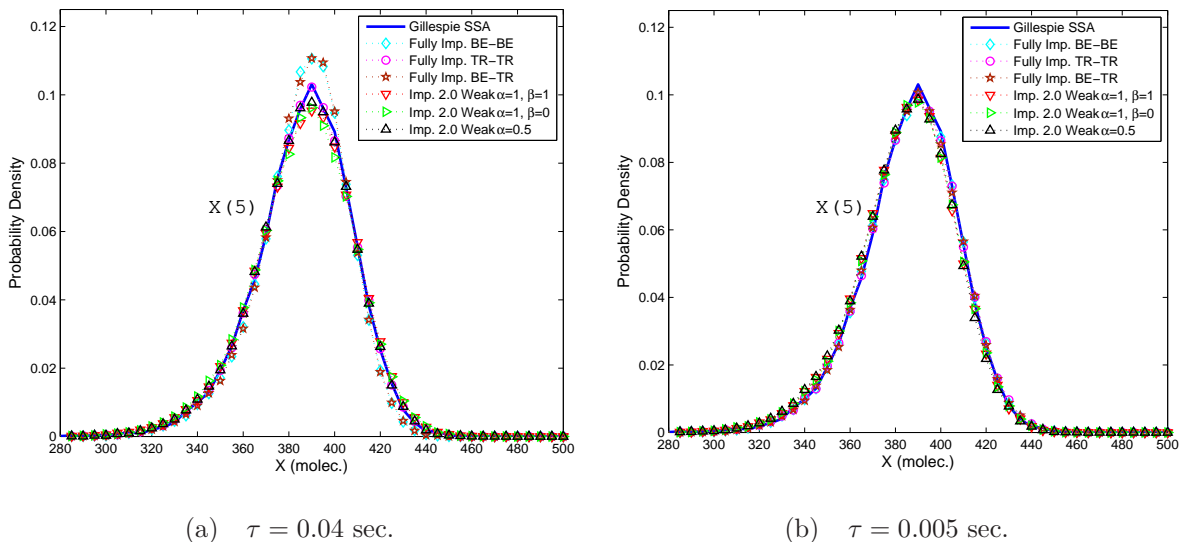 0.12
0.1
0.08
0.06
0.04
0.02
0
Probability Density
280 300 320 340 360 380 400 420 440 460 480 500
X (molec.)
X(5)
Gillespie SSA
Fully Imp. BE−BE
Fully Imp. TR−TR
Fully Imp. BE−TR
Imp. 2.0 Weakα=1, β=1
Imp. 2.0 Weakα=1, β=0
Imp. 2.0 Weakα=0.5
(a) τ = 0.04 sec.
0.12
0.1
0.08
0.06
0.04
0.02
0
Probability Density
280 300 320 340 360 380 400 420 440 460 480 500
X (molec.)
X(5)
Gillespie SSA
Fully Imp. BE−BE
Fully Imp. TR−TR
Fully Imp. BE−TR
Imp. 2.0 Weakα=1, β=1
Imp. 2.0 Weakα=1, β=0
Imp. 2.0 Weakα=0.5
(b) τ = 0.005 sec.